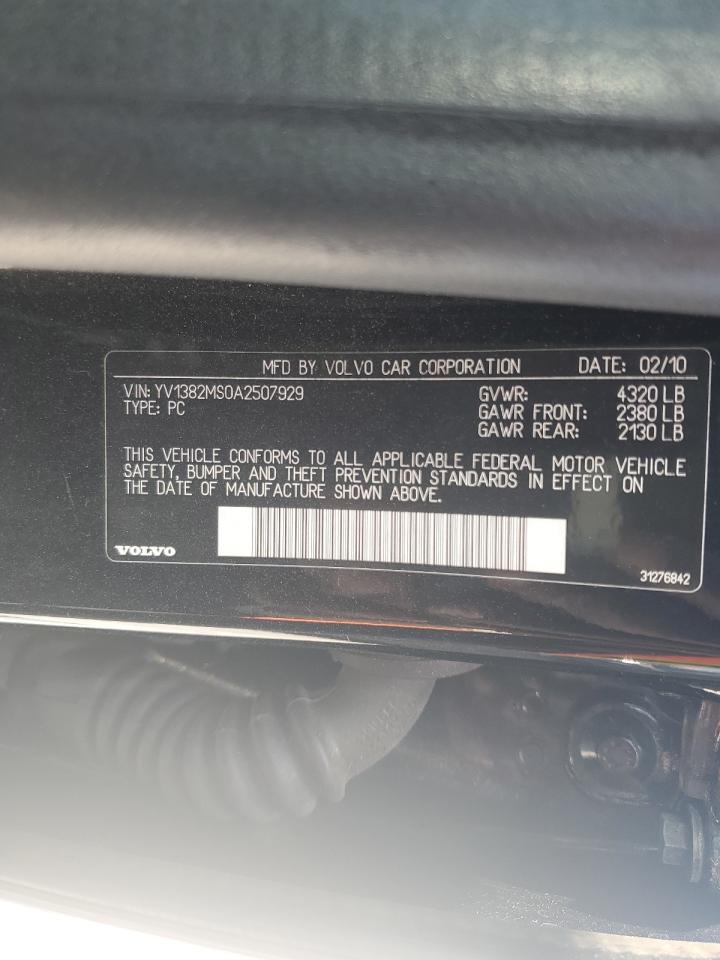 MFD BY VOLVO CAR CORPORATION DATE: 02/10
VIN: YV1382MS0A2507929 GVWR: 4320 LB
TYPE: PC GAWR FRONT: 2380 LB
GAWR REAR: 2130 LB
THIS VEHICLE CONFORMS TO ALL APPLICABLE FEDERAL MOTOR VEHICLE
SAFETY, BUMPER AND THEFT PREVENTION STANDARDS IN EFFECT ON
THE DATE OF MANUFACTURE SHOWN ABOVE.
VOLVO
31276842